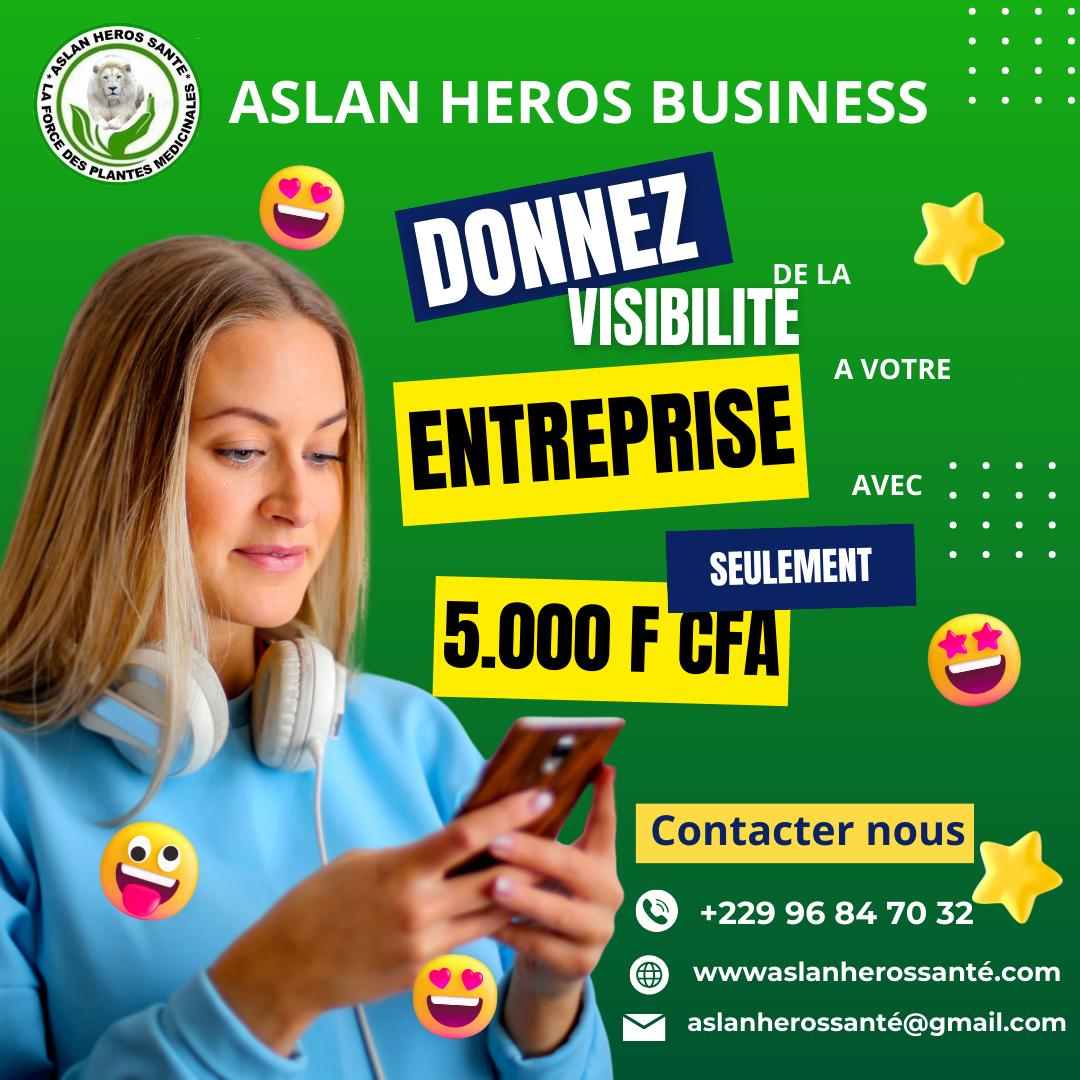 *ASLAN HEROS SANTE*
LA FORCE DES PLANTES MEDICINALES
ASLAN HEROS BUSINESS
DONNEZ
DE LA
VISIBILITE
A VOTRE
ENTREPRISE
AVEC
SEULEMENT
5.000 F CFA
Contacter nous
+229 96 84 70 32
wwwaslanherossanté.com
aslanherossanté@gmail.com